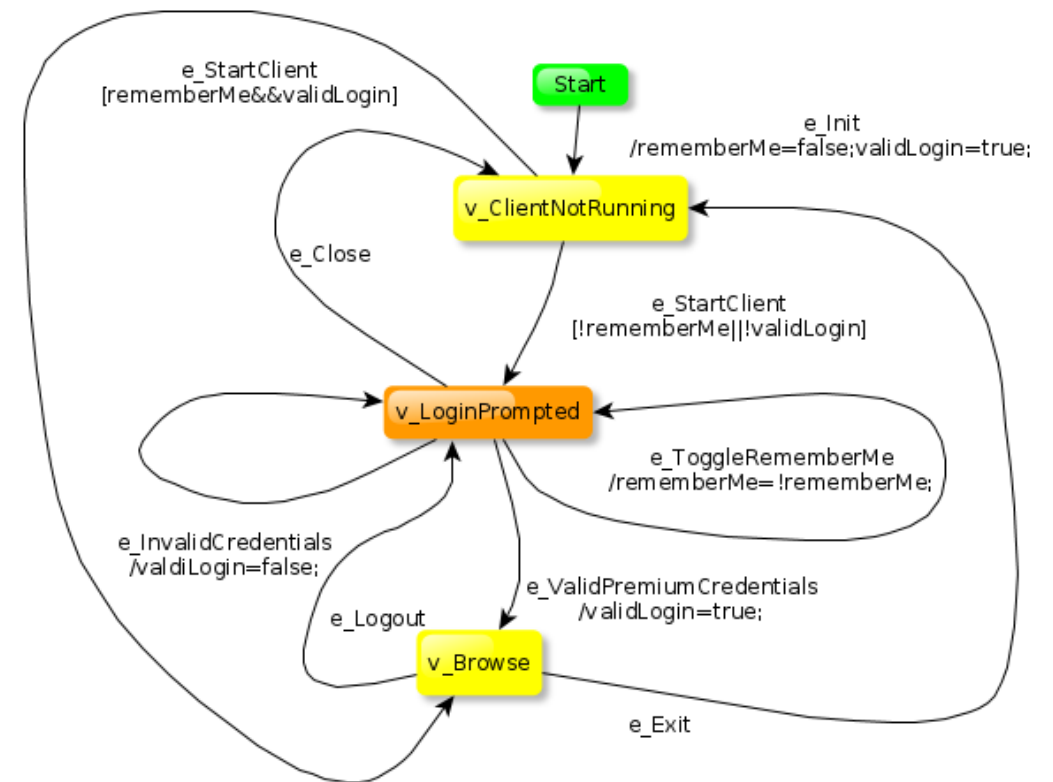 e_StartClient
[rememberMe&&validLogin]
Start
e_Init
/rememberMe=false;validLogin=true;
v_ClientNotRunning
e_Close
e_StartClient
[!rememberMe||!validLogin]
v_LoginPrompted
e_ToggleRememberMe
/rememberMe=!rememberMe;
e_InvalidCredentials
/valdiLogin=false;
e_ValidPremiumCredentials
/validLogin=true;
e_Logout
v_Browse
e_Exit